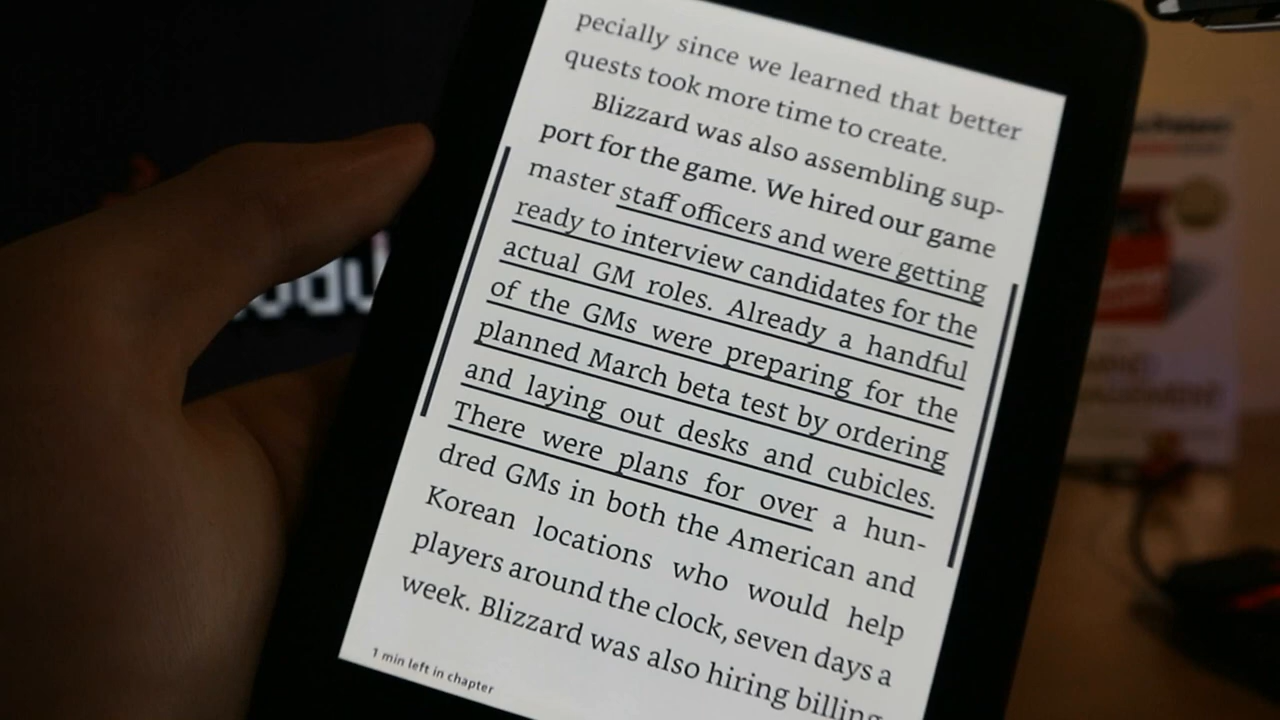 pecially since we learned that better
quests took more time to create.
Blizzard was also assembling sup-
port for the game. We hired our game
master staff officers and were getting
ready to interview candidates for the
actual GM roles. Already a handful
of the GMs were preparing for the
planned March beta test by ordering
and laying out desks and cubicles.
There were plans for over a hun-
dred GMs in both the American and
Korean locations who would help
players around the clock, seven days a
week. Blizzard was also hiring billing
1 min left in chapter